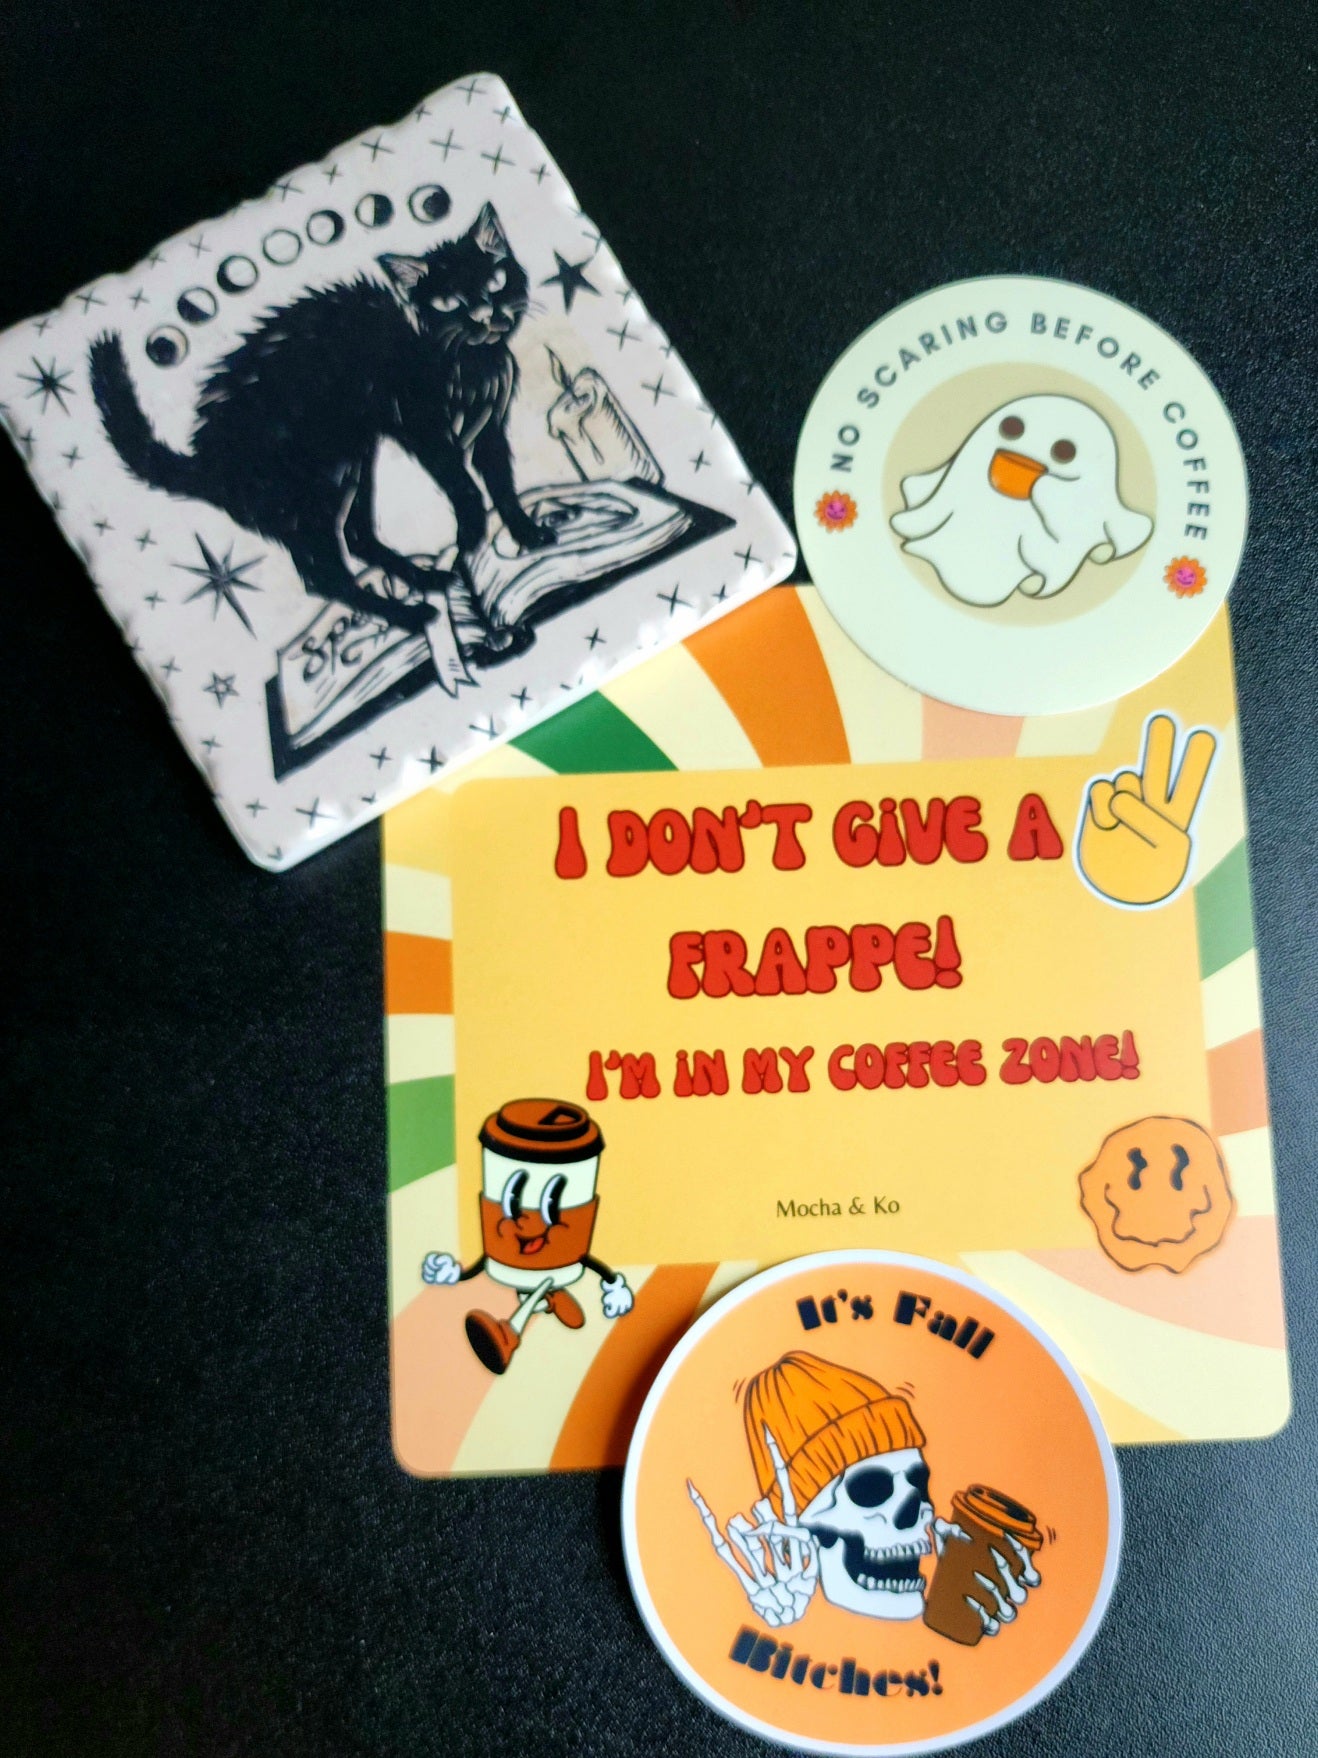 NO SCARING BEFORE COFFEE
I DON'T GIVE A
FRAPPE!
I'M IN MY COFFEE ZONE!
Mocha & Ko
It's Fall
Bitches!